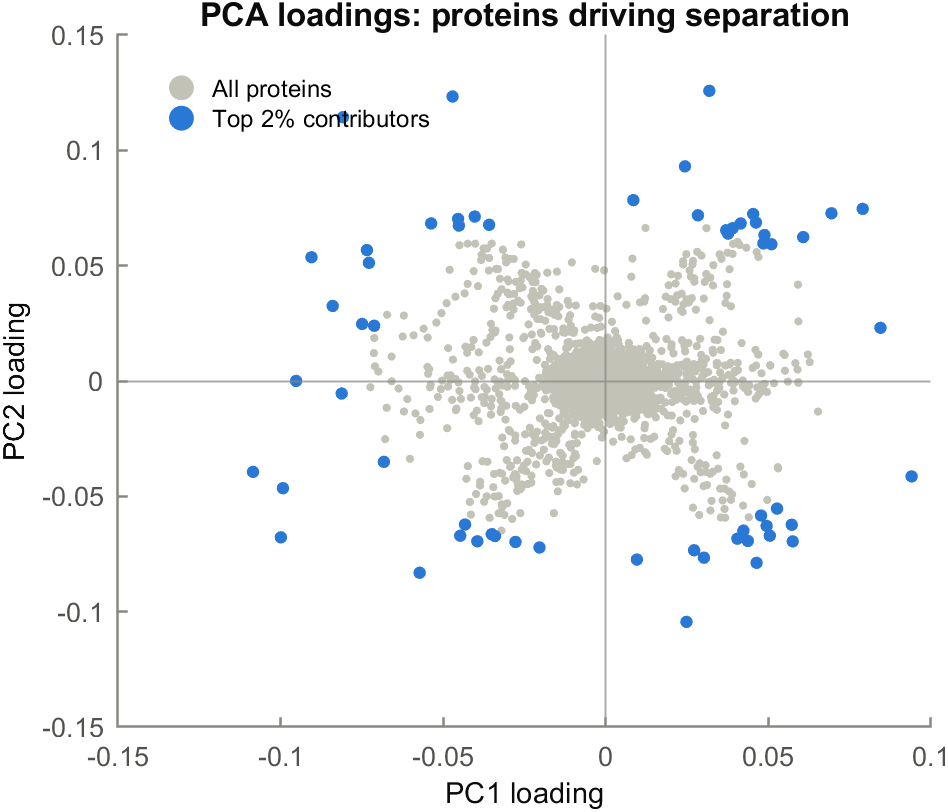 PCA loadings: proteins driving separation
0.15
All proteins
Top 2% contributors
0.1
0.05
PC2 loading
0
-0.05
-0.1
-0.15
-0.15 -0.1 -0.05 0 0.05 0.1
PC1 loading